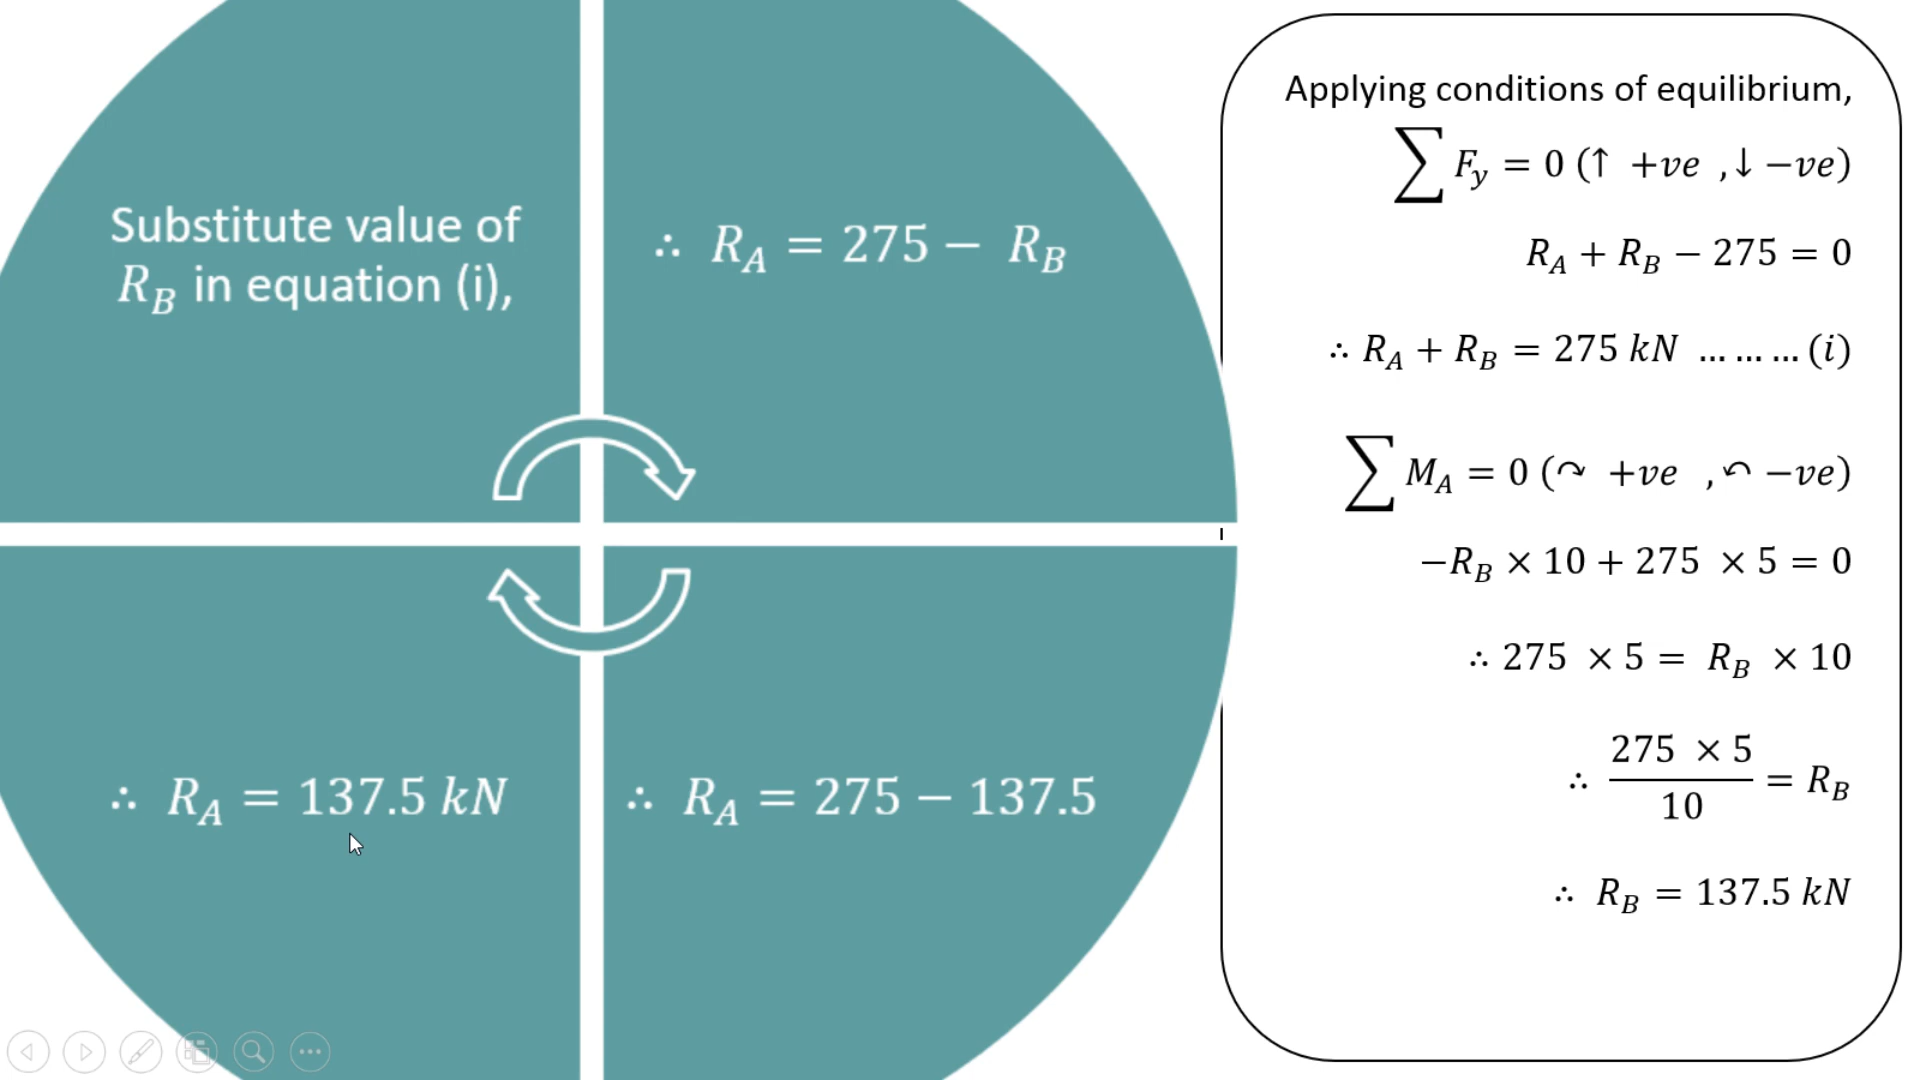 Substitute value of
R_B in equation (i),
∴ R_A = 275 − R_B
∴ R_A = 137.5 kN
∴ R_A = 275 − 137.5
Applying conditions of equilibrium,
∑ F_y = 0 (↑ +ve ,↓ −ve)
R_A + R_B − 275 = 0
∴ R_A + R_B = 275 kN ... ... ... (i)
∑ M_A = 0 (↷ +ve ,↶ −ve)
−R_B × 10 + 275 × 5 = 0
∴ 275 × 5 = R_B × 10
∴ (275 × 5)/10 = R_B
∴ R_B = 137.5 kN